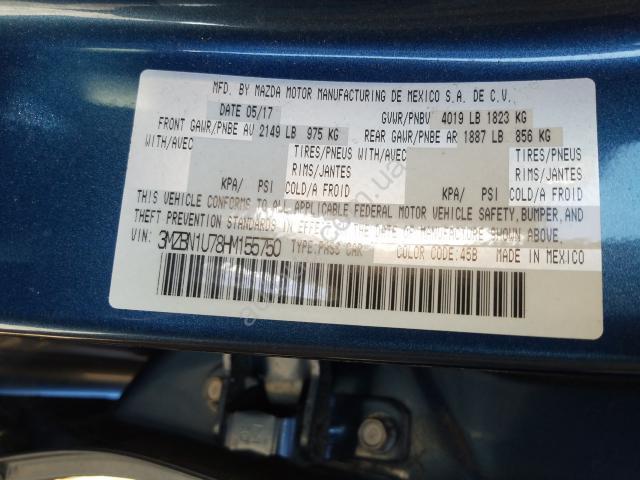 MFD. BY MAZDA MOTOR MANUFACTURING DE MEXICO S.A. DE C.V.
DATE 05/17 GVWR/PNBV 4019 LB 1823 KG
FRONT GAWR/PNBE AV 2149 LB 975 KG REAR GAWR/PNBE AR 1887 LB 856 KG
WITH/AVEC TIRES/PNEUS WITH/AVEC TIRES/PNEUS
RIMS/JANTES RIMS/JANTES
KPA/ PSI COLD/A FROID KPA/ PSI COLD/A FROID
THIS VEHICLE CONFORMS TO ALL APPLICABLE FEDERAL MOTOR VEHICLE SAFETY, BUMPER, AND
THEFT PREVENTION STANDARDS IN EFFECT ON THE DATE OF MANUFACTURE SHOWN ABOVE.
VIN: 3MZBN1U78HM155750 TYPE: PASS CAR COLOR CODE: 45B MADE IN MEXICO